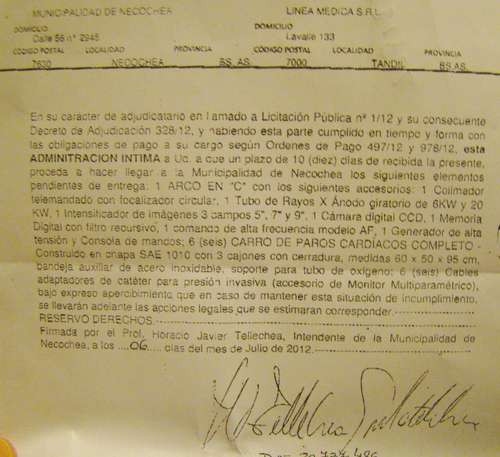 MUNICIPALIDAD DE NECOCHEA LINEA MEDICA S.R.L.
DOMICILIO DOMICILIO
Calle 56 nº 2945 Lavalle 133
CÓDIGO POSTAL LOCALIDAD PROVINCIA CÓDIGO POSTAL LOCALIDAD PROVINCIA
7630 NECOCHEA BS.AS. 7000 TANDIL BS.AS.
En su carácter de adjudicatario en llamado a Licitación Pública nº 1/12 y su consecuente
Decreto de Adjudicación 328/12, y habiendo esta parte cumplido en tiempo y forma con
las obligaciones de pago a su cargo según Ordenes de Pago 497/12 y 978/12, esta
ADMINITRACION INTIMA a Ud. a que un plazo de 10 (diez) días de recibida la presente,
proceda a hacer llegar a la Municipalidad de Necochea los siguientes elementos
pendientes de entrega: 1 ARCO EN "C" con los siguientes accesorios: 1 Colimador
telemandado con focalizador circular, 1 Tubo de Rayos X Ánodo giratorio de 6KW y 20
KW, 1 Intensificador de imágenes 3 campos 5", 7" y 9", 1 Cámara digital CCD, 1 Memoria
Digital con filtro recursivo, 1 comando de alta frecuencia modelo AF, 1 Generador de alta
tensión y Consola de mandos; 6 (seis) CARRO DE PAROS CARDÍACOS COMPLETO -
Construido en chapa SAE 1010 con 3 cajones con cerradura, medidas 60 x 50 x 95 cm,
bandeja auxiliar de acero inoxidable, soporte para tubo de oxígeno; 6 (seis) Cables
adaptadores de catéter para presión invasiva (accesorio de Monitor Multiparamétrico),
bajo expreso apercibimiento que en caso de mantener esta situación de incumplimiento,
se llevarán adelante las acciones legales que se estimaran corresponder.
RESERVO DERECHOS.
Firmada por el Prof. Horacio Javier Tellechea, Intendente de la Municipalidad de
Necochea, a los ....06... días del mes de Julio de 2012.